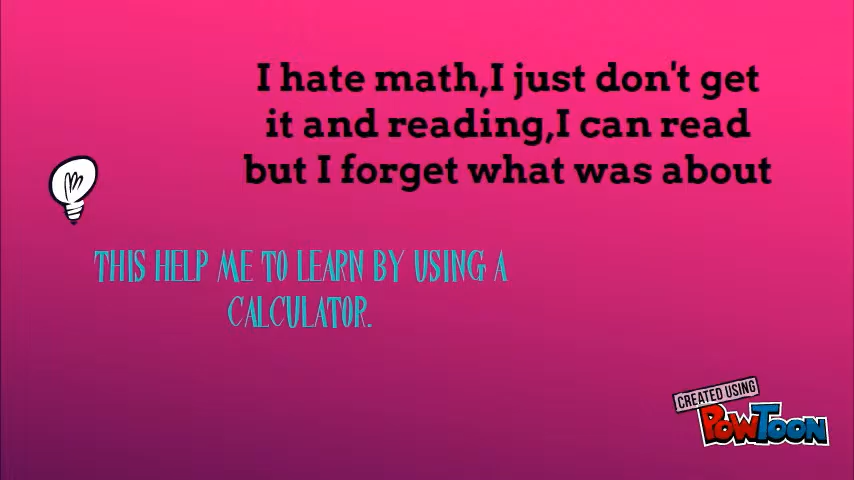 I hate math,I just don't get
it and reading,I can read
but I forget what was about
THIS HELP ME TO LEARN BY USING A
CALCULATOR.
CREATED USING
POWTOON